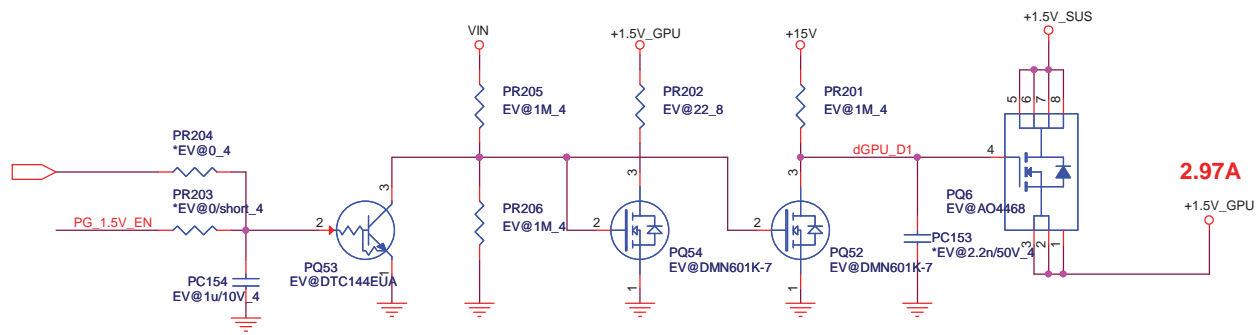 +1.5V_SUS
VIN
+1.5V_GPU
+15V
5
6
7
8
PR205
EV@1M_4
PR202
EV@22_8
PR201
EV@1M_4
PR204
*EV@0_4
dGPU_D1
4
3
3
3
2.97A
PR203
*EV@0/short_4
PQ6
EV@AO4468
+1.5V_GPU
PG_1.5V_EN
2
PR206
EV@1M_4
2
2
PC153
*EV@2.2n/50V_4
3
2
1
PQ54
EV@DMN601K-7
PQ52
EV@DMN601K-7
PQ53
EV@DTC144EUA
1
1
1
PC154
EV@1u/10V_4